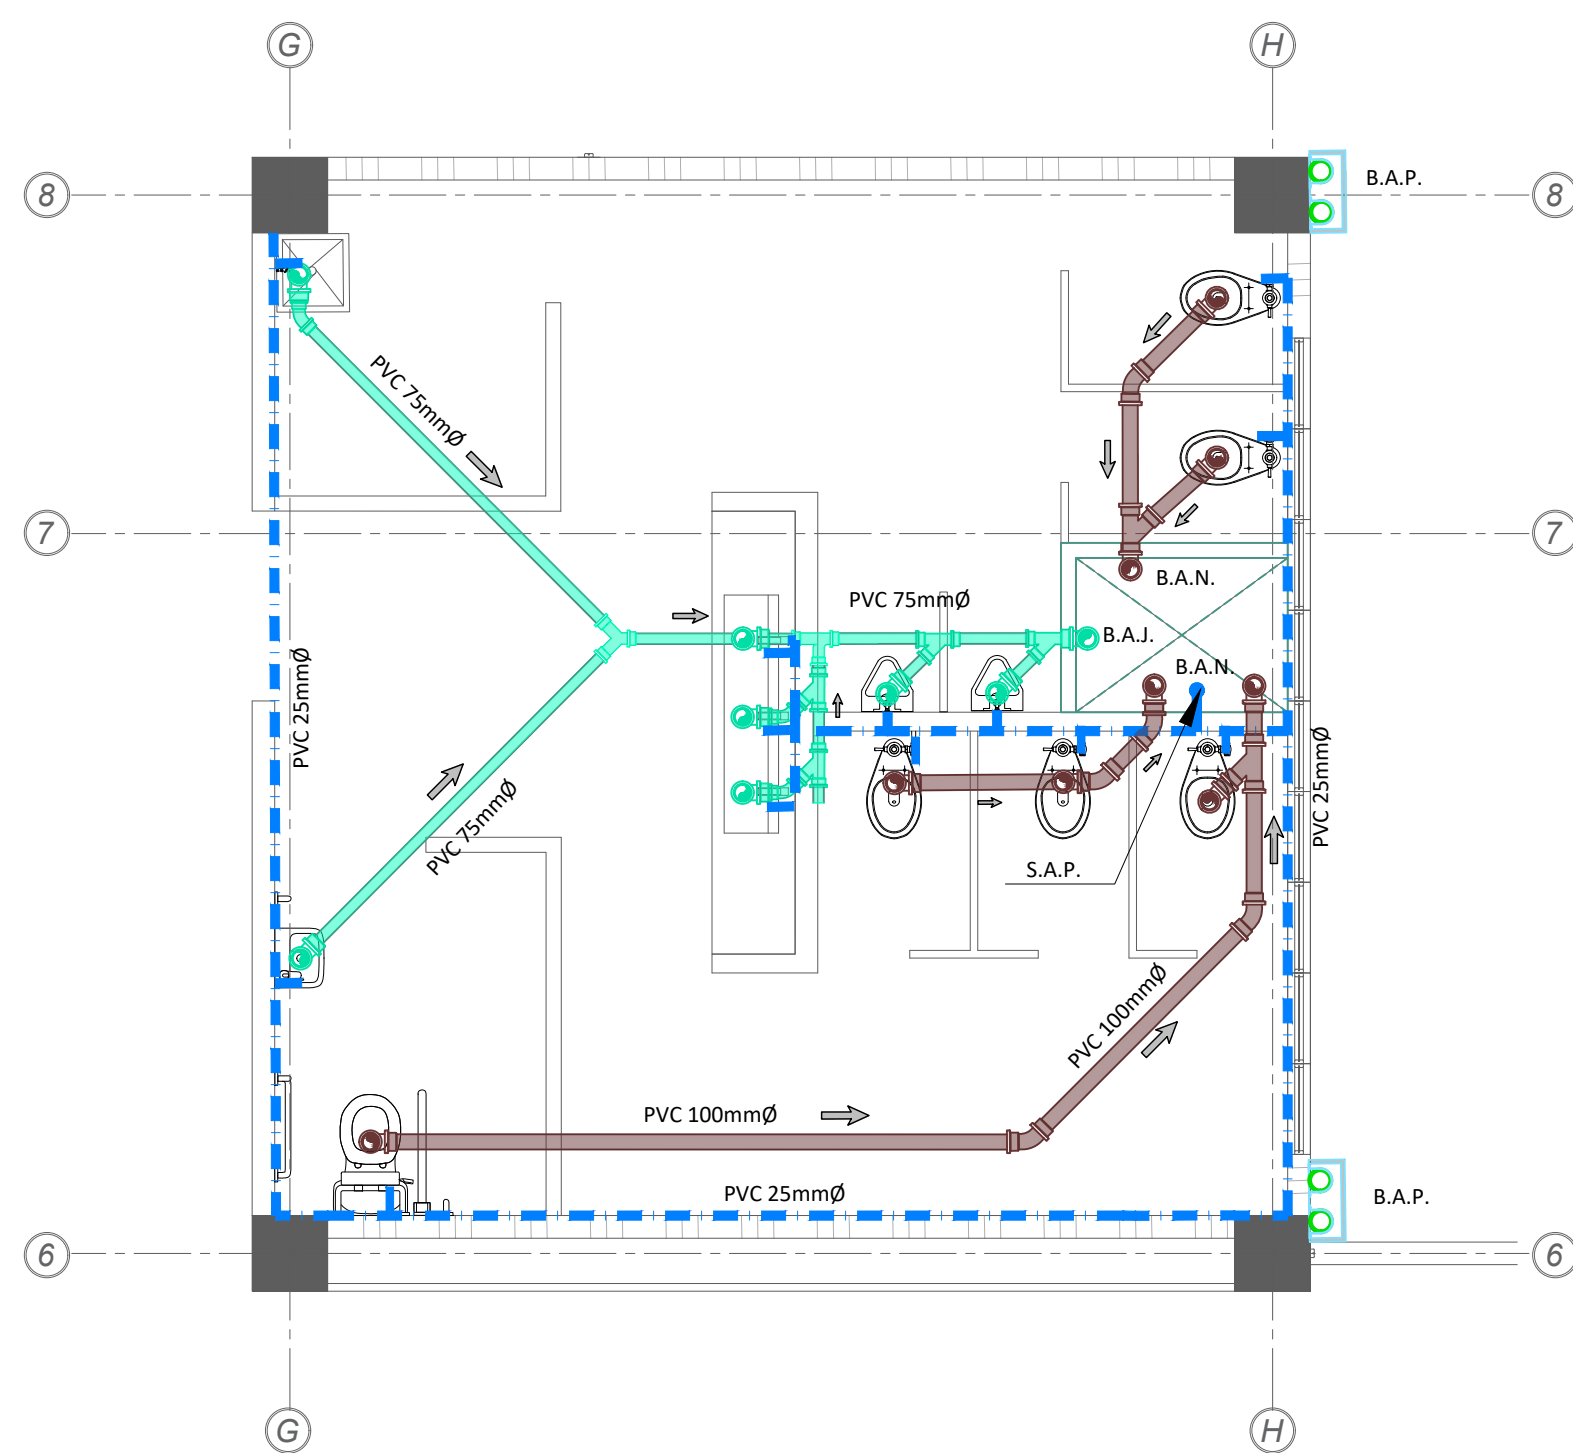 G
H
8
8
B.A.P.
PVC 75mmØ
7
7
B.A.N.
PVC 75mmØ
B.A.J.
B.A.N.
PVC 25mmØ
PVC 25mmØ
PVC 75mmØ
S.A.P.
PVC 100mmØ
PVC 100mmØ
PVC 25mmØ
B.A.P.
6
6
G
H